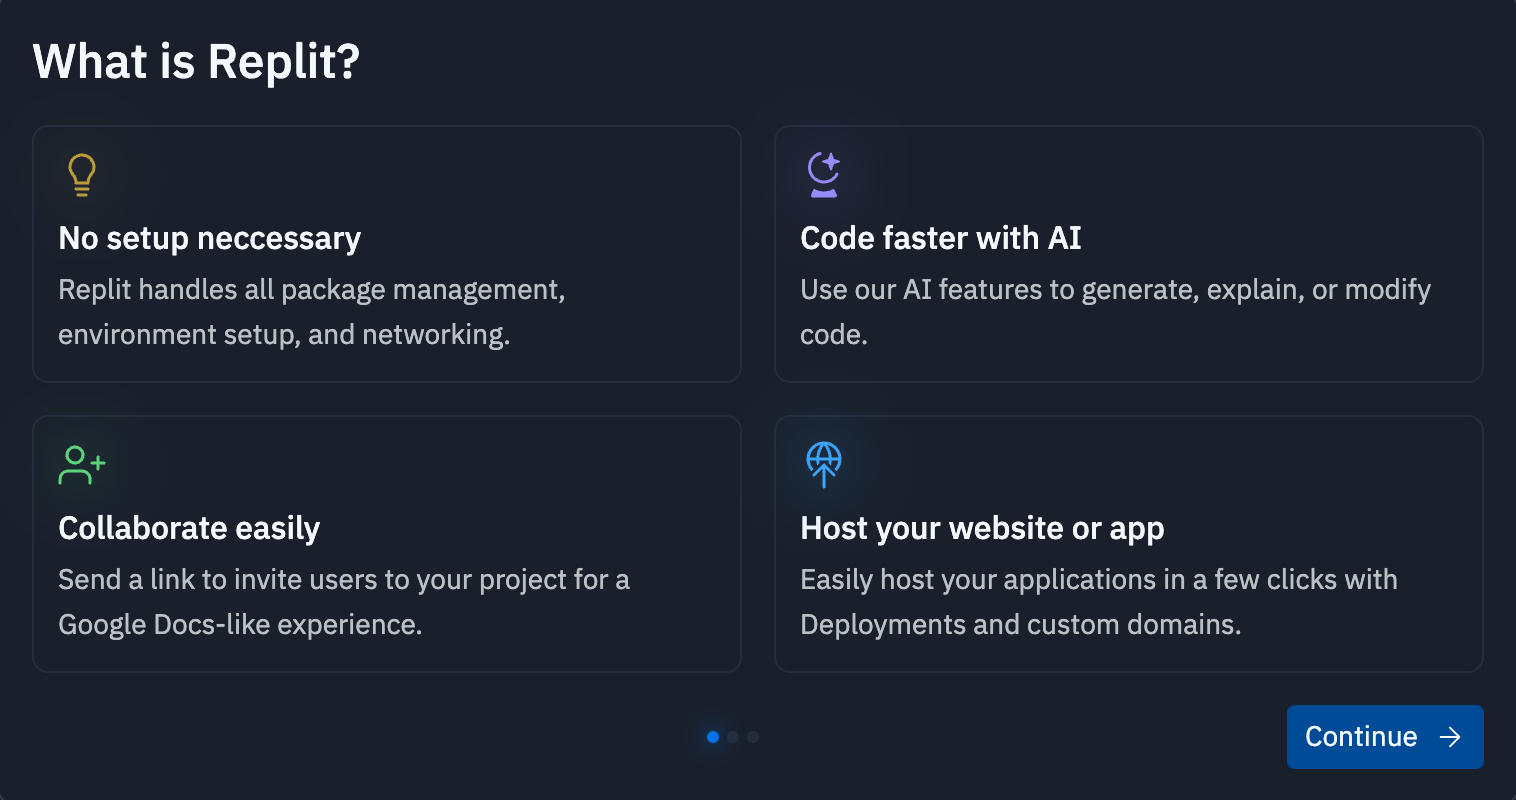 What is Replit?
No setup neccessary
Replit handles all package management,
environment setup, and networking.
Code faster with AI
Use our AI features to generate, explain, or modify
code.
Collaborate easily
Send a link to invite users to your project for a
Google Docs-like experience.
Host your website or app
Easily host your applications in a few clicks with
Deployments and custom domains.
Continue